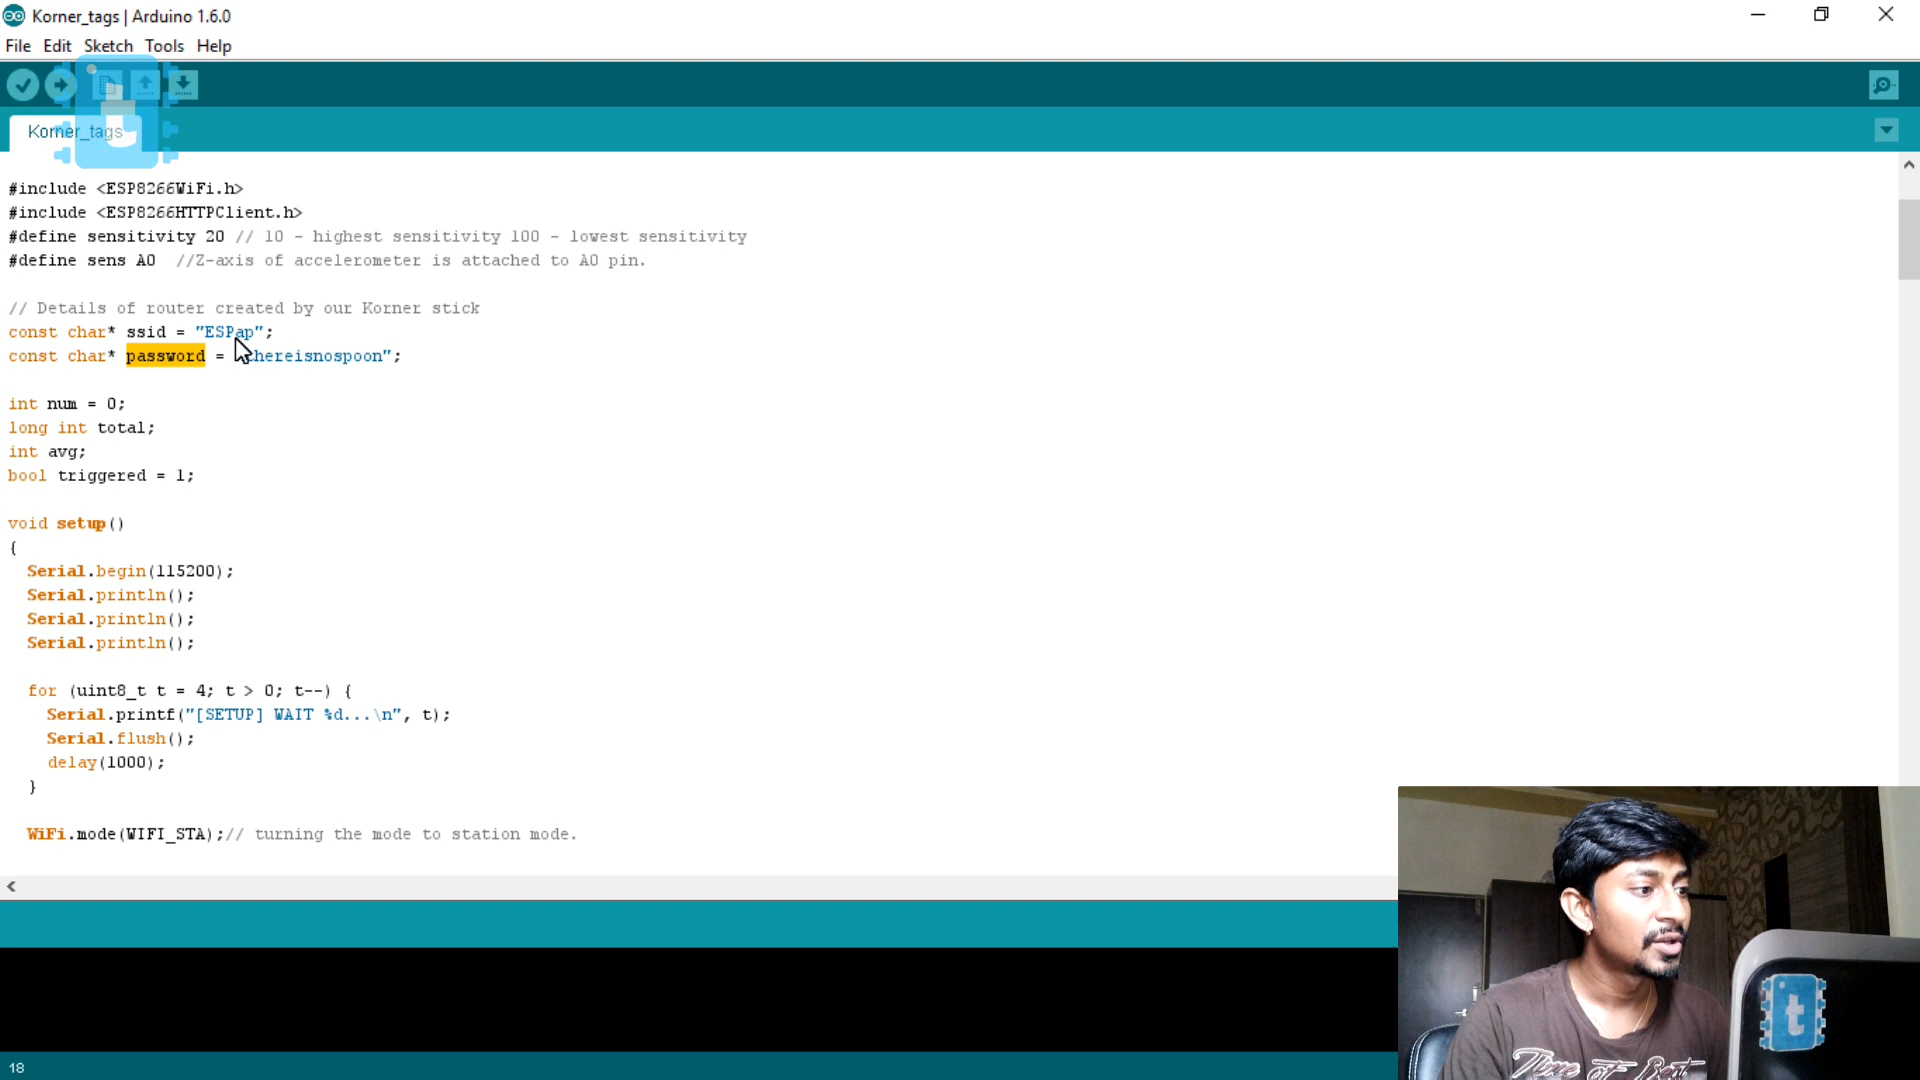 Korner_tags | Arduino 1.6.0
File Edit Sketch Tools Help
Korner_tags
#include <ESP8266WiFi.h>
#include <ESP8266HTTPClient.h>
#define sensitivity 20 // 10 - highest sensitivity 100 - lowest sensitivity
#define sens A0 //Z-axis of accelerometer is attached to A0 pin.
// Details of router created by our Korner stick
const char* ssid = "ESPap";
const char* password = "thereisnospoon";
int num = 0;
long int total;
int avg;
bool triggered = 1;
void setup()
{
Serial.begin(115200);
Serial.println();
Serial.println();
Serial.println();
for (uint8_t t = 4; t > 0; t--) {
Serial.printf("[SETUP] WAIT %d...\n", t);
Serial.flush();
delay(1000);
}
WiFi.mode(WIFI_STA);// turning the mode to station mode.
18
t
Time of Best